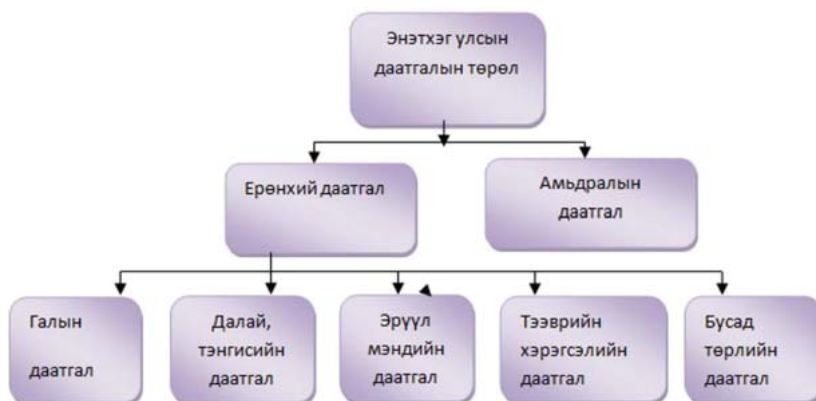 Энэтхэг улсын
даатгалын төрөл
Ерөнхий даатгал
Амьдралын
даатгал
Галын
даатгал
Далай,
тэнгисийн
даатгал
Эрүүл
мэндийн
даатгал
Тээврийн
хэрэгсэлийн
даатгал
Бусад
төрлийн
даатгал